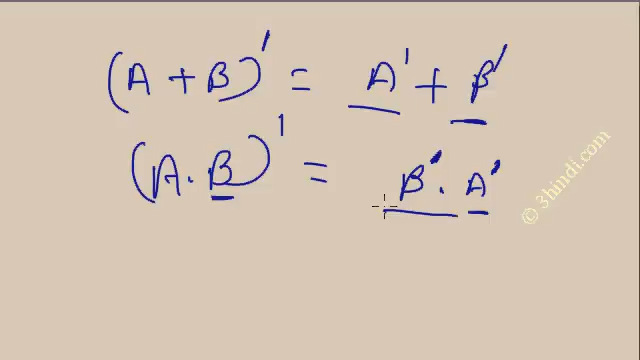 (A + B)' = A' + B'
(A . B)' = B' . A'
© 3hindi.com